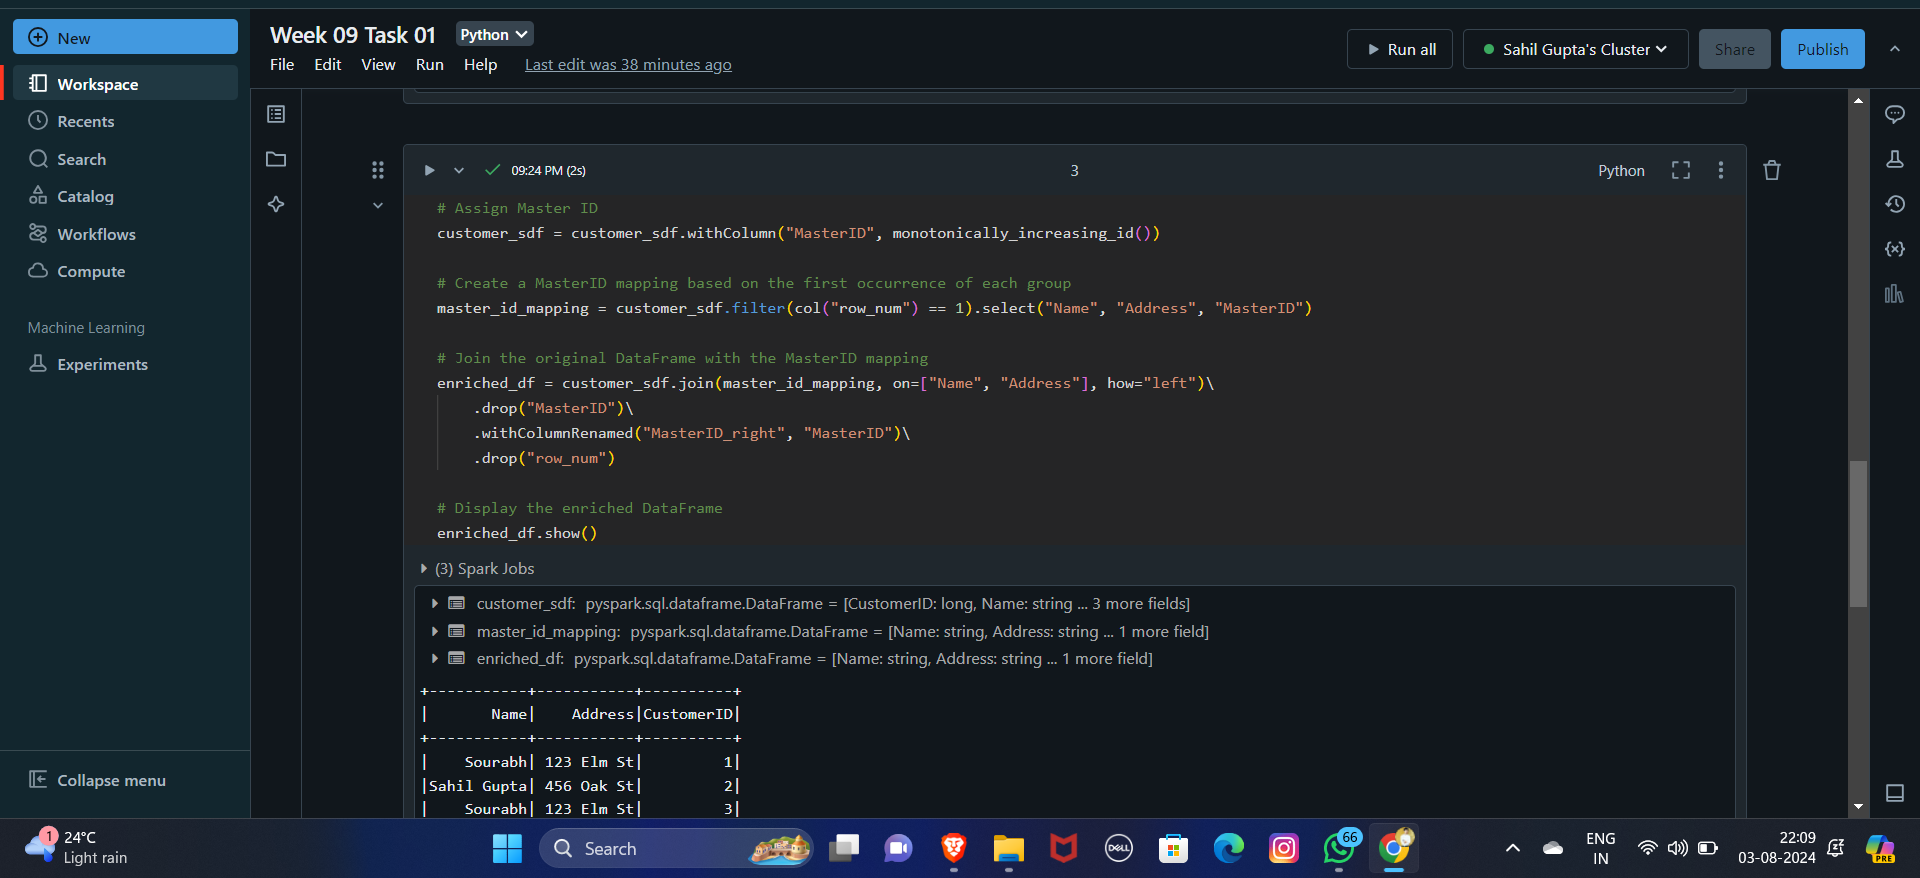 New
Workspace
Recents
Search
Catalog
Workflows
Compute
Machine Learning
Experiments
Collapse menu
Week 09 Task 01 Python
File Edit View Run Help Last edit was 38 minutes ago
Run all Sahil Gupta's Cluster Share Publish
09:24 PM (2s) 3 Python
# Assign Master ID
customer_sdf = customer_sdf.withColumn("MasterID", monotonically_increasing_id())
# Create a MasterID mapping based on the first occurrence of each group
master_id_mapping = customer_sdf.filter(col("row_num") == 1).select("Name", "Address", "MasterID")
# Join the original DataFrame with the MasterID mapping
enriched_df = customer_sdf.join(master_id_mapping, on=["Name", "Address"], how="left")\
.drop("MasterID")\
.withColumnRenamed("MasterID_right", "MasterID")\
.drop("row_num")
# Display the enriched DataFrame
enriched_df.show()
(3) Spark Jobs
customer_sdf: pyspark.sql.dataframe.DataFrame = [CustomerID: long, Name: string ... 3 more fields]
master_id_mapping: pyspark.sql.dataframe.DataFrame = [Name: string, Address: string ... 1 more field]
enriched_df: pyspark.sql.dataframe.DataFrame = [Name: string, Address: string ... 1 more field]
+-----------+-----------+----------+
|       Name|    Address|CustomerID|
+-----------+-----------+----------+
|    Sourabh| 123 Elm St|         1|
|Sahil Gupta| 456 Oak St|         2|
|    Sourabh| 123 Elm St|         3|
1 24°C
Light rain
Search
DELL
66
ENG
IN
22:09
03-08-2024
PRE